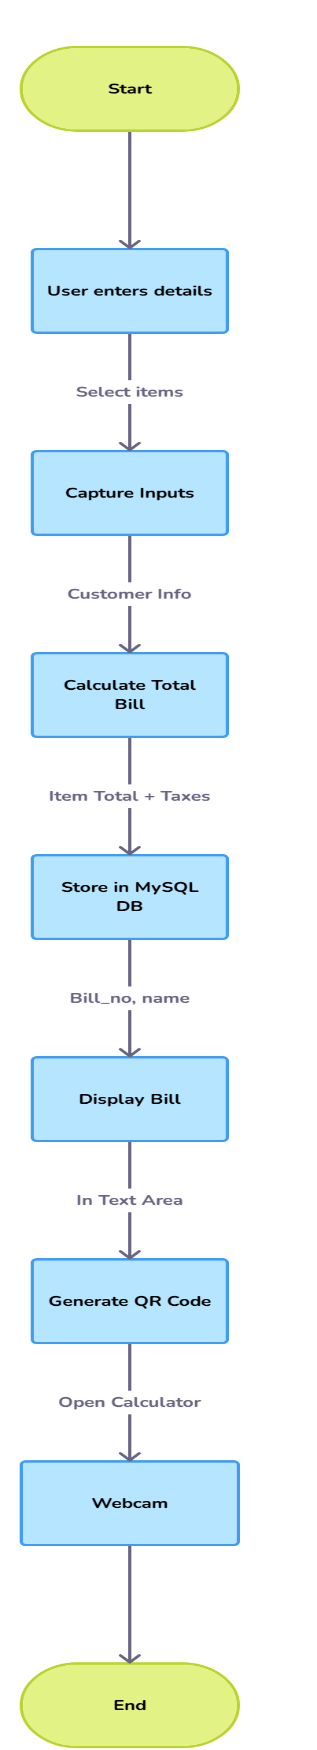 Start
User enters details
Select items
Capture Inputs
Customer Info
Calculate Total
Bill
Item Total + Taxes
Store in MySQL
DB
Bill_no, name
Display Bill
In Text Area
Generate QR Code
Open Calculator
Webcam
End